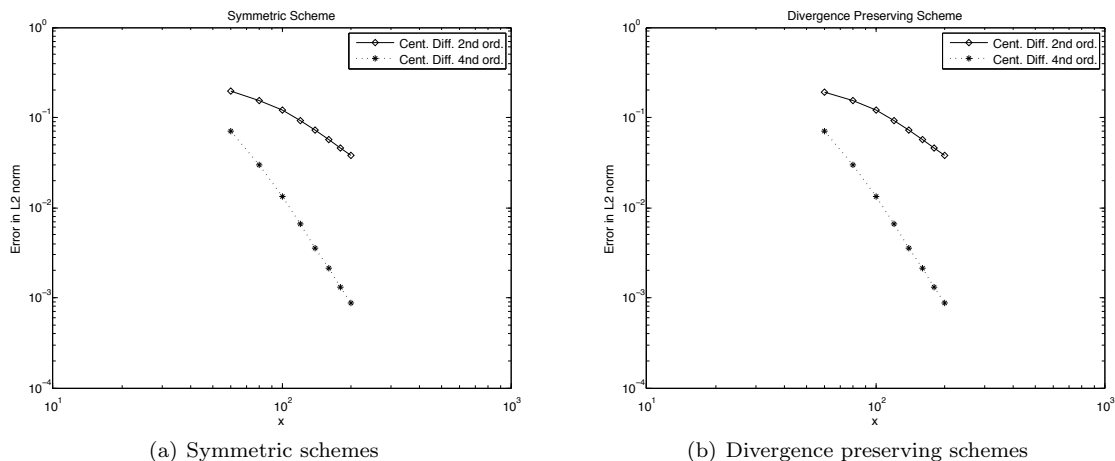 Symmetric Scheme
Cent. Diff. 2nd ord.
Cent. Diff. 4nd ord.
10^0
10^-1
10^-2
10^-3
10^-4
Error in L2 norm
10^1
10^2
10^3
x
(a) Symmetric schemes
Divergence Preserving Scheme
Cent. Diff. 2nd ord.
Cent. Diff. 4nd ord.
10^0
10^-1
10^-2
10^-3
10^-4
Error in L2 norm
10^1
10^2
10^3
x
(b) Divergence preserving schemes